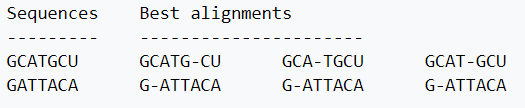 Sequences    Best alignments
---------    ----------------------
GCATGCU      GCATG-CU      GCA-TGCU      GCAT-GCU
GATTACA      G-ATTACA      G-ATTACA      G-ATTACA